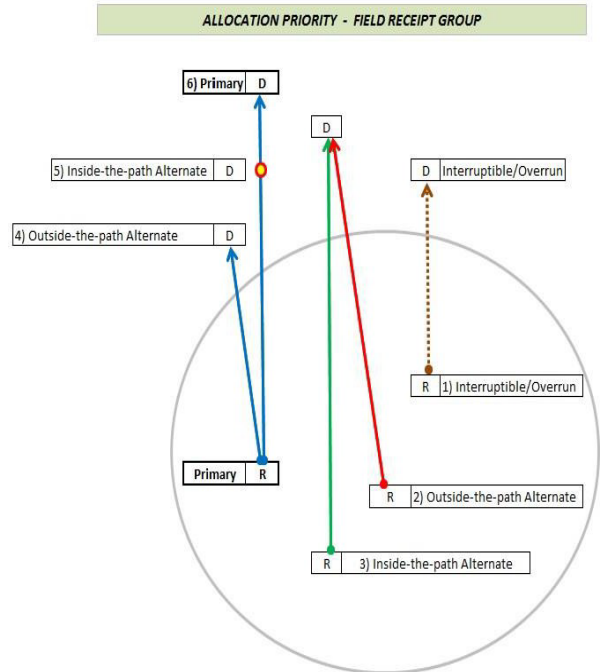 ALLOCATION PRIORITY - FIELD RECEIPT GROUP
6) Primary D
D
5) Inside-the-path Alternate D
D Interruptible/Overrun
4) Outside-the-path Alternate D
R 1) Interruptible/Overrun
Primary R
R 2) Outside-the-path Alternate
R 3) Inside-the-path Alternate